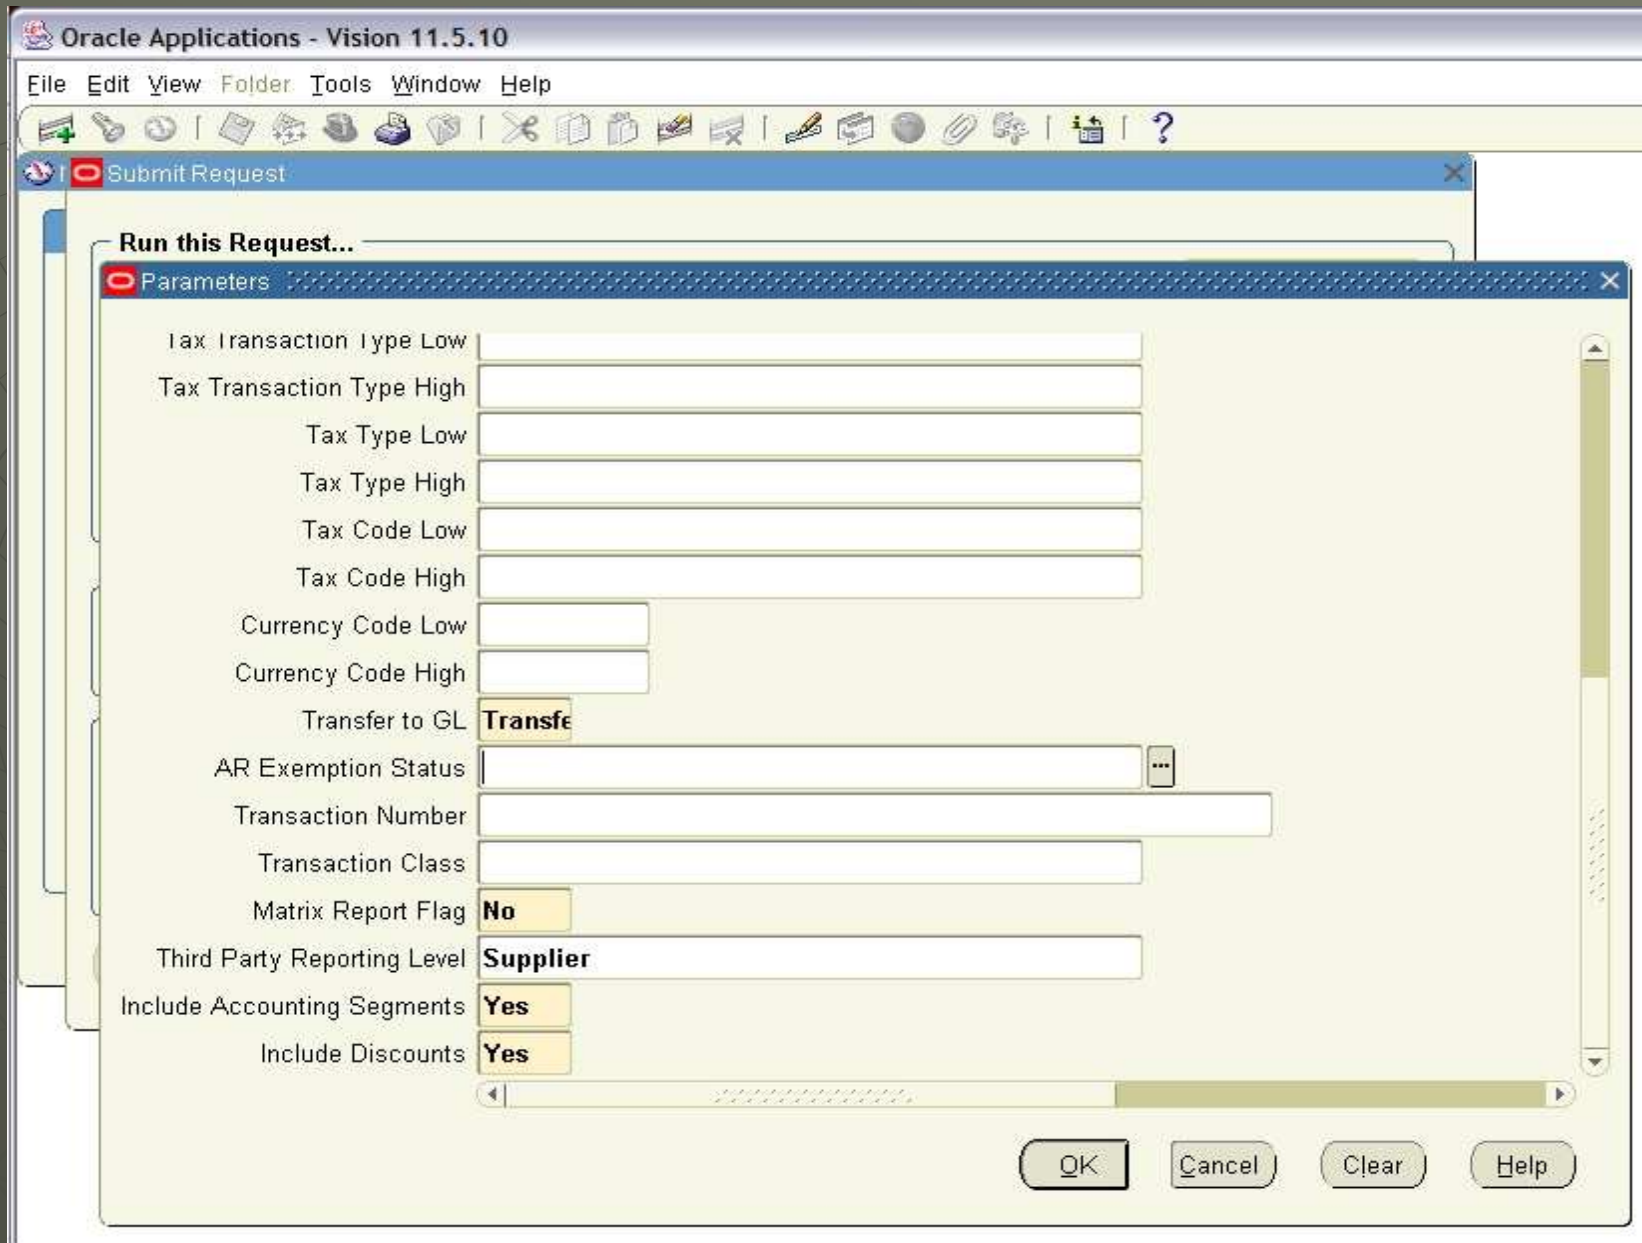 Oracle Applications - Vision 11.5.10
File Edit View Folder Tools Window Help
Submit Request
Run this Request...
Parameters
Tax Transaction Type Low
Tax Transaction Type High
Tax Type Low
Tax Type High
Tax Code Low
Tax Code High
Currency Code Low
Currency Code High
Transfer to GL Transfe
AR Exemption Status
Transaction Number
Transaction Class
Matrix Report Flag No
Third Party Reporting Level Supplier
Include Accounting Segments Yes
Include Discounts Yes
OK Cancel Clear Help